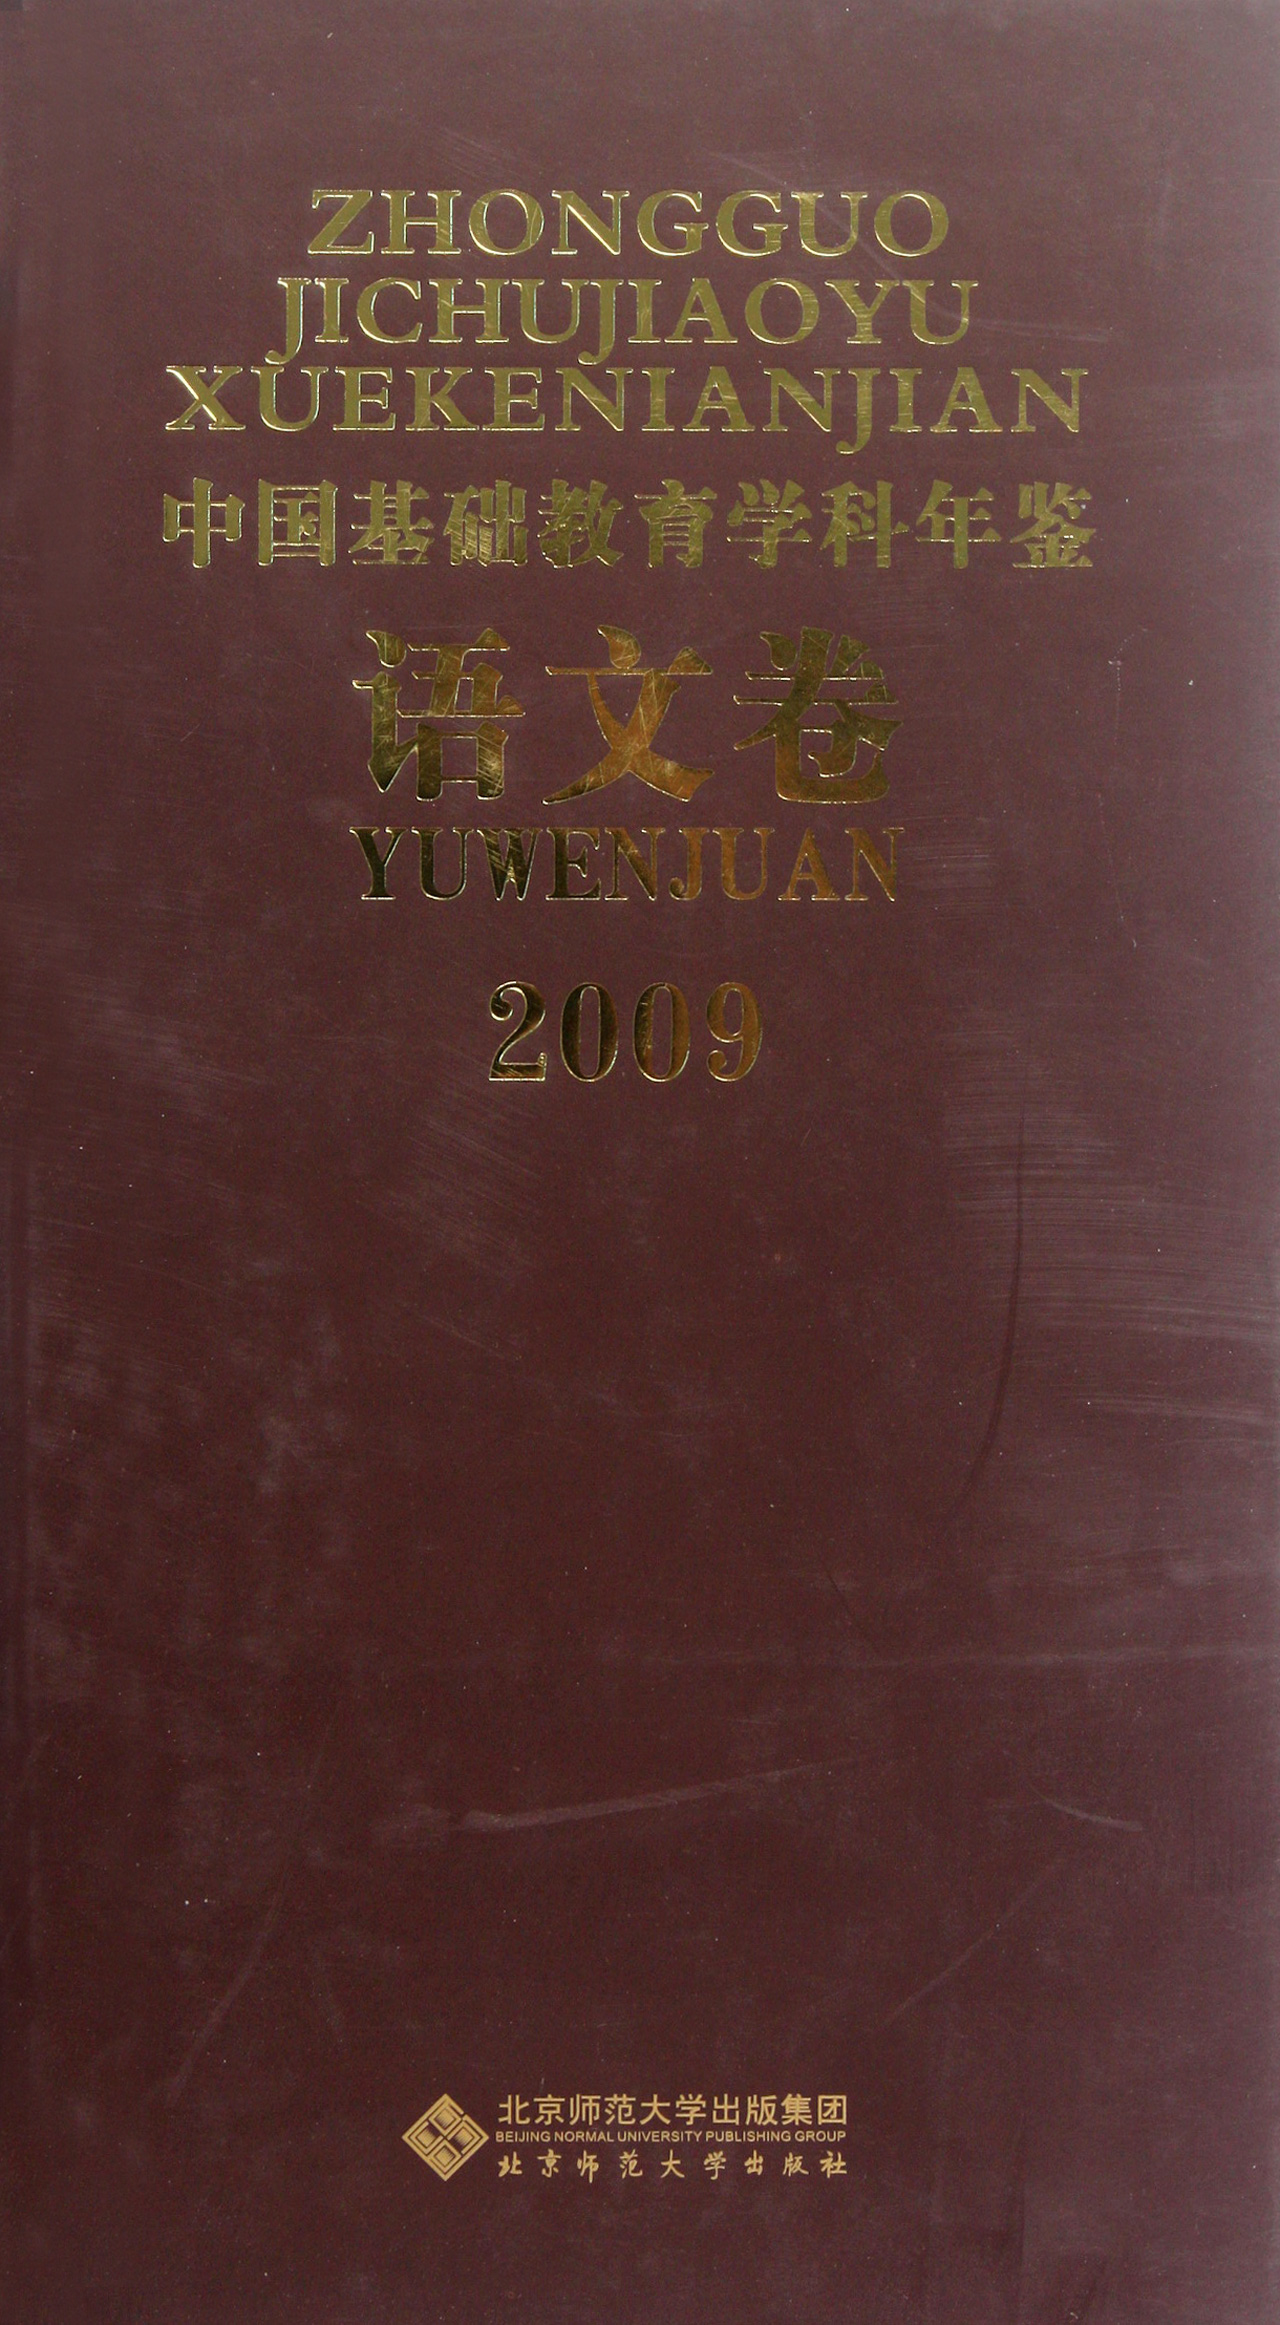 ZHONGGUO
JICHUJIAOYU
XUEKENIANJIAN
中国基础教育学科年鉴
语文卷
YUWENJUAN
2009
北京师范大学出版集团
BEIJING NORMAL UNIVERSITY PUBLISHING GROUP
北京师范大学出版社